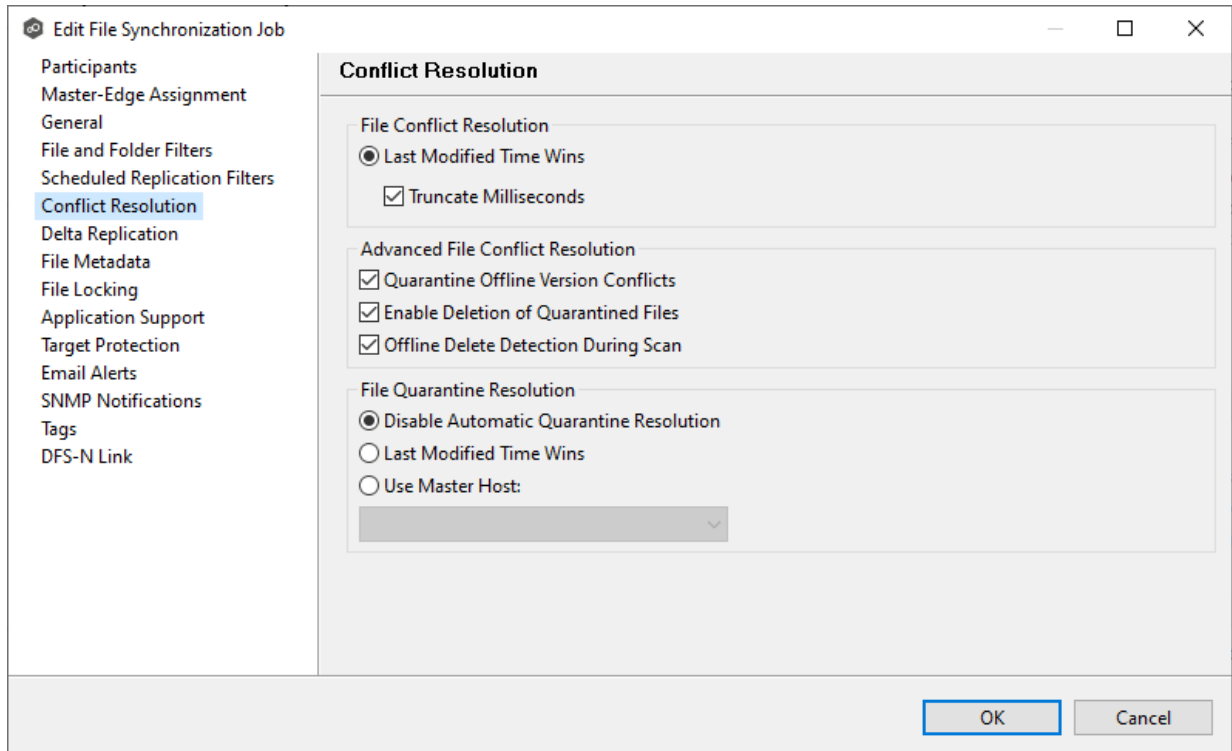 Edit File Synchronization Job
Participants
Master-Edge Assignment
General
File and Folder Filters
Scheduled Replication Filters
Conflict Resolution
Delta Replication
File Metadata
File Locking
Application Support
Target Protection
Email Alerts
SNMP Notifications
Tags
DFS-N Link
Conflict Resolution
File Conflict Resolution
Last Modified Time Wins
Truncate Milliseconds
Advanced File Conflict Resolution
Quarantine Offline Version Conflicts
Enable Deletion of Quarantined Files
Offline Delete Detection During Scan
File Quarantine Resolution
Disable Automatic Quarantine Resolution
Last Modified Time Wins
Use Master Host:
OK
Cancel